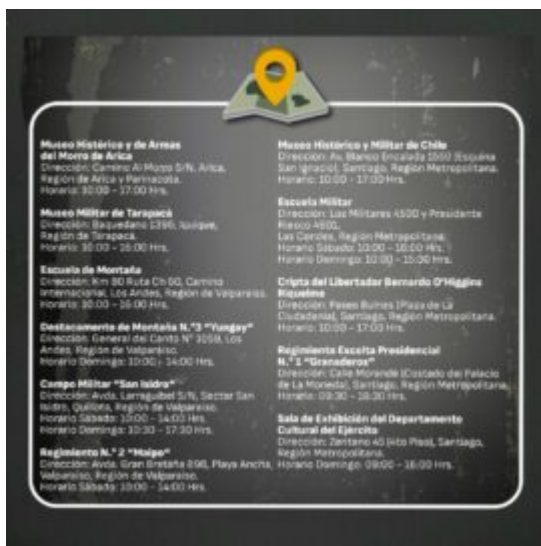 Museo Histórico y de Armas
del Morro de Arica
Dirección: Camino Al Morro S/N, Arica,
Región de Arica y Parinacota.
Horario: 10:00 - 17:00 Hrs.
Museo Militar de Tarapacá
Dirección: Baquedano 1396, Iquique,
Región de Tarapacá.
Horario: 10:00 - 16:00 Hrs.
Escuela de Montaña
Dirección: Km 80 Ruta Ch 60, Camino
Internacional, Los Andes, Región de Valparaíso.
Horario: 10:00 - 16:00 Hrs.
Destacamento de Montaña N.°3 "Yungay"
Dirección: General del Canto N° 1059, Los
Andes, Región de Valparaíso.
Horario Domingo: 10:00 - 14:00 Hrs.
Campo Militar "San Isidro"
Dirección: Avda. Larraguibel S/N, Sector San
Isidro, Quillota, Región de Valparaíso.
Horario Sábado: 10:00 - 14:00 Hrs.
Horario Domingo: 10:30 - 17:30 Hrs.
Regimiento N.° 2 "Maipo"
Dirección: Avda. Gran Bretaña 896, Playa Ancha,
Valparaíso, Región de Valparaíso.
Horario Sábado: 10:00 - 14:00 Hrs.
Museo Histórico y Militar de Chile
Dirección: Av. Blanco Encalada 1550 (Esquina
San Ignacio), Santiago, Región Metropolitana.
Horario: 10:00 - 17:00 Hrs.
Escuela Militar
Dirección: Los Militares 4500 y Presidente
Riesco
Las Condes, Región Metropolitana.
Horario Sábado: 10:00 - 16:00 Hrs.
Horario Domingo: 10:00 - 15:00 Hrs.
Cripta del Libertador Bernardo O'Higgins
Riquelme
Dirección: Paseo Bulnes (Plaza de La
Ciudadanía), Santiago, Región Metropolitana.
Horario: 10:00 - 17:00 Hrs.
Regimiento Escolta Presidencial
N.° 1 "Granaderos"
Dirección: Calle Morandé (Costado del Palacio
de La Moneda), Santiago, Región Metropolitana.
Horario: 09:30 - 16:30 Hrs.
Sala de Exhibición del Departamento
Cultural del Ejército
Dirección: Zenteno 45 (4to Piso), Santiago,
Región Metropolitana.
Horario Domingo: 09:00 - 16:00 Hrs.